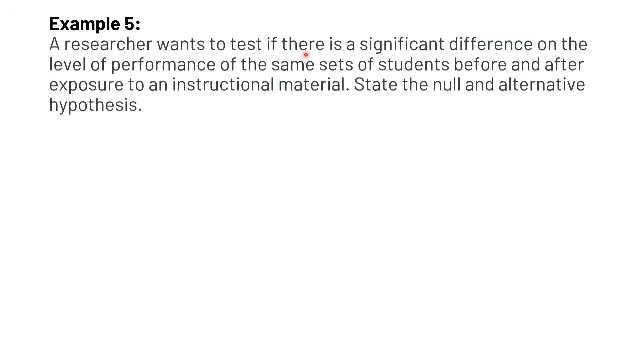 Example 5:
A researcher wants to test if there is a significant difference on the
level of performance of the same sets of students before and after
exposure to an instructional material. State the null and alternative
hypothesis.